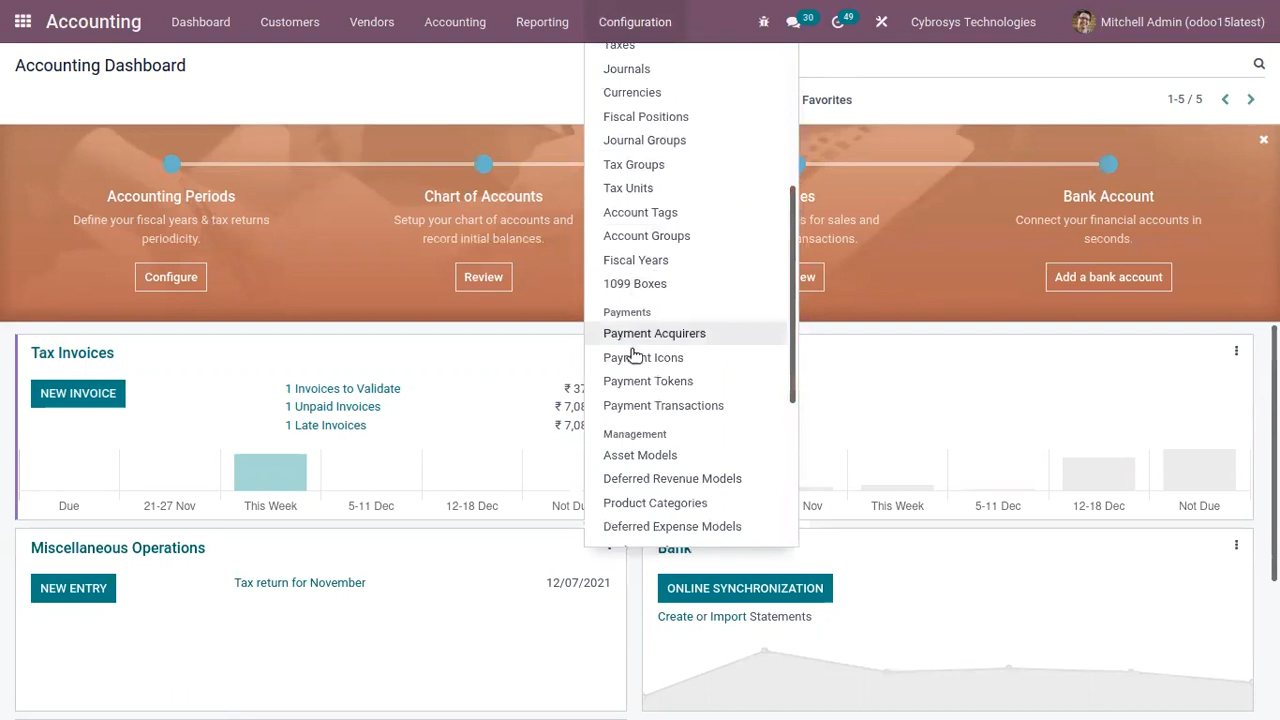 Accounting Dashboard Customers Vendors Accounting Reporting Configuration 30 49 Cybrosys Technologies Mitchell Admin (odoo15latest)
Accounting Dashboard
Favorites 1-5 / 5
Taxes
Journals
Currencies
Fiscal Positions
Journal Groups
Tax Groups
Tax Units
Account Tags
Account Groups
Fiscal Years
1099 Boxes
Payments
Payment Acquirers
Payment Icons
Payment Tokens
Payment Transactions
Management
Asset Models
Deferred Revenue Models
Product Categories
Deferred Expense Models
Accounting Periods
Define your fiscal years & tax returns
periodicity.
Configure
Chart of Accounts
Setup your chart of accounts and
record initial balances.
Review
for sales and
Bank Account
Connect your financial accounts in
seconds.
Add a bank account
Tax Invoices
NEW INVOICE
1 Invoices to Validate
1 Unpaid Invoices
1 Late Invoices
Due 21-27 Nov This Week 5-11 Dec 12-18 Dec Not
Nov This Week 5-11 Dec 12-18 Dec Not Due
Miscellaneous Operations
NEW ENTRY
Tax return for November 12/07/2021
Bank
ONLINE SYNCHRONIZATION
Create or Import Statements